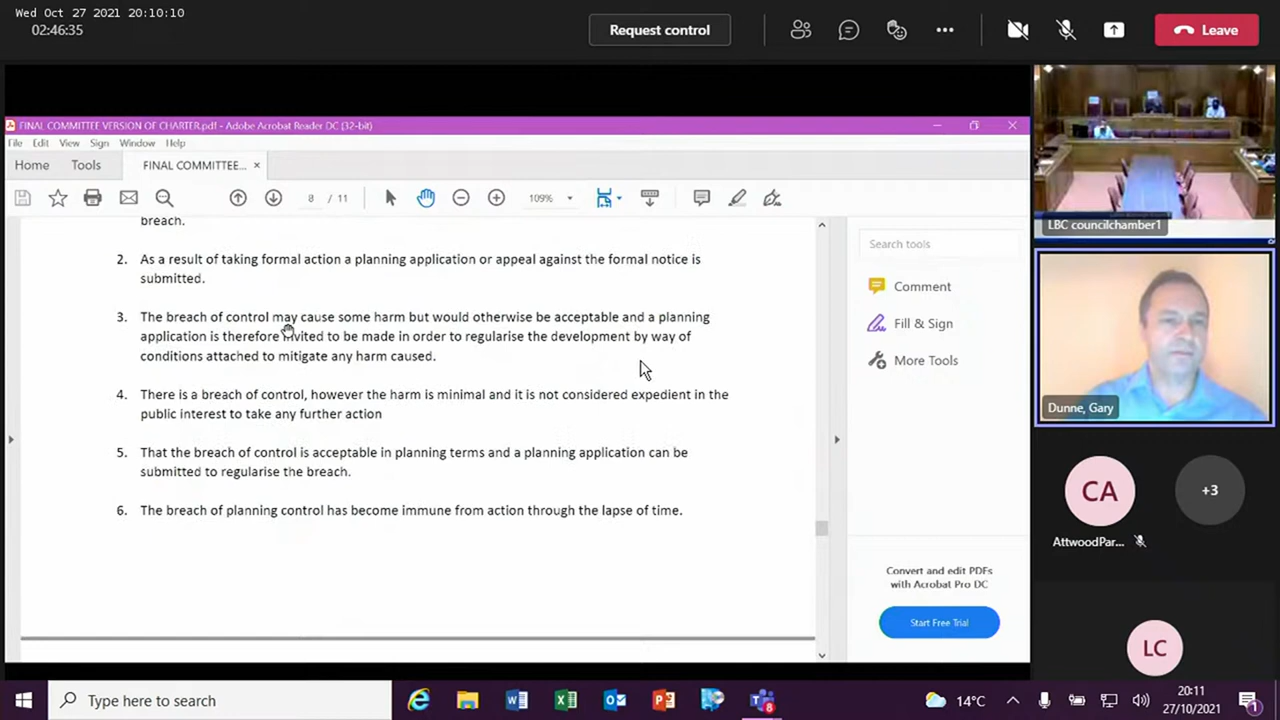 Wed Oct 27 2021 20:10:10
02:46:35
Request control
Leave
FINAL COMMITTEE VERSION OF CHARTER.pdf - Adobe Acrobat Reader DC (32-bit)
File Edit View Sign Window Help
Home Tools FINAL COMMITTEE... ×
8 / 11 109%
breach.
2. As a result of taking formal action a planning application or appeal against the formal notice is
submitted.
3. The breach of control may cause some harm but would otherwise be acceptable and a planning
application is therefore invited to be made in order to regularise the development by way of
conditions attached to mitigate any harm caused.
4. There is a breach of control, however the harm is minimal and it is not considered expedient in the
public interest to take any further action
5. That the breach of control is acceptable in planning terms and a planning application can be
submitted to regularise the breach.
6. The breach of planning control has become immune from action through the lapse of time.
Search tools
Comment
Fill & Sign
More Tools
Convert and edit PDFs
with Acrobat Pro DC
Start Free Trial
LBC councilchamber1
Dunne, Gary
CA
+3
AttwoodPar...
LC
Type here to search
8
14°C
20:11
27/10/2021
1